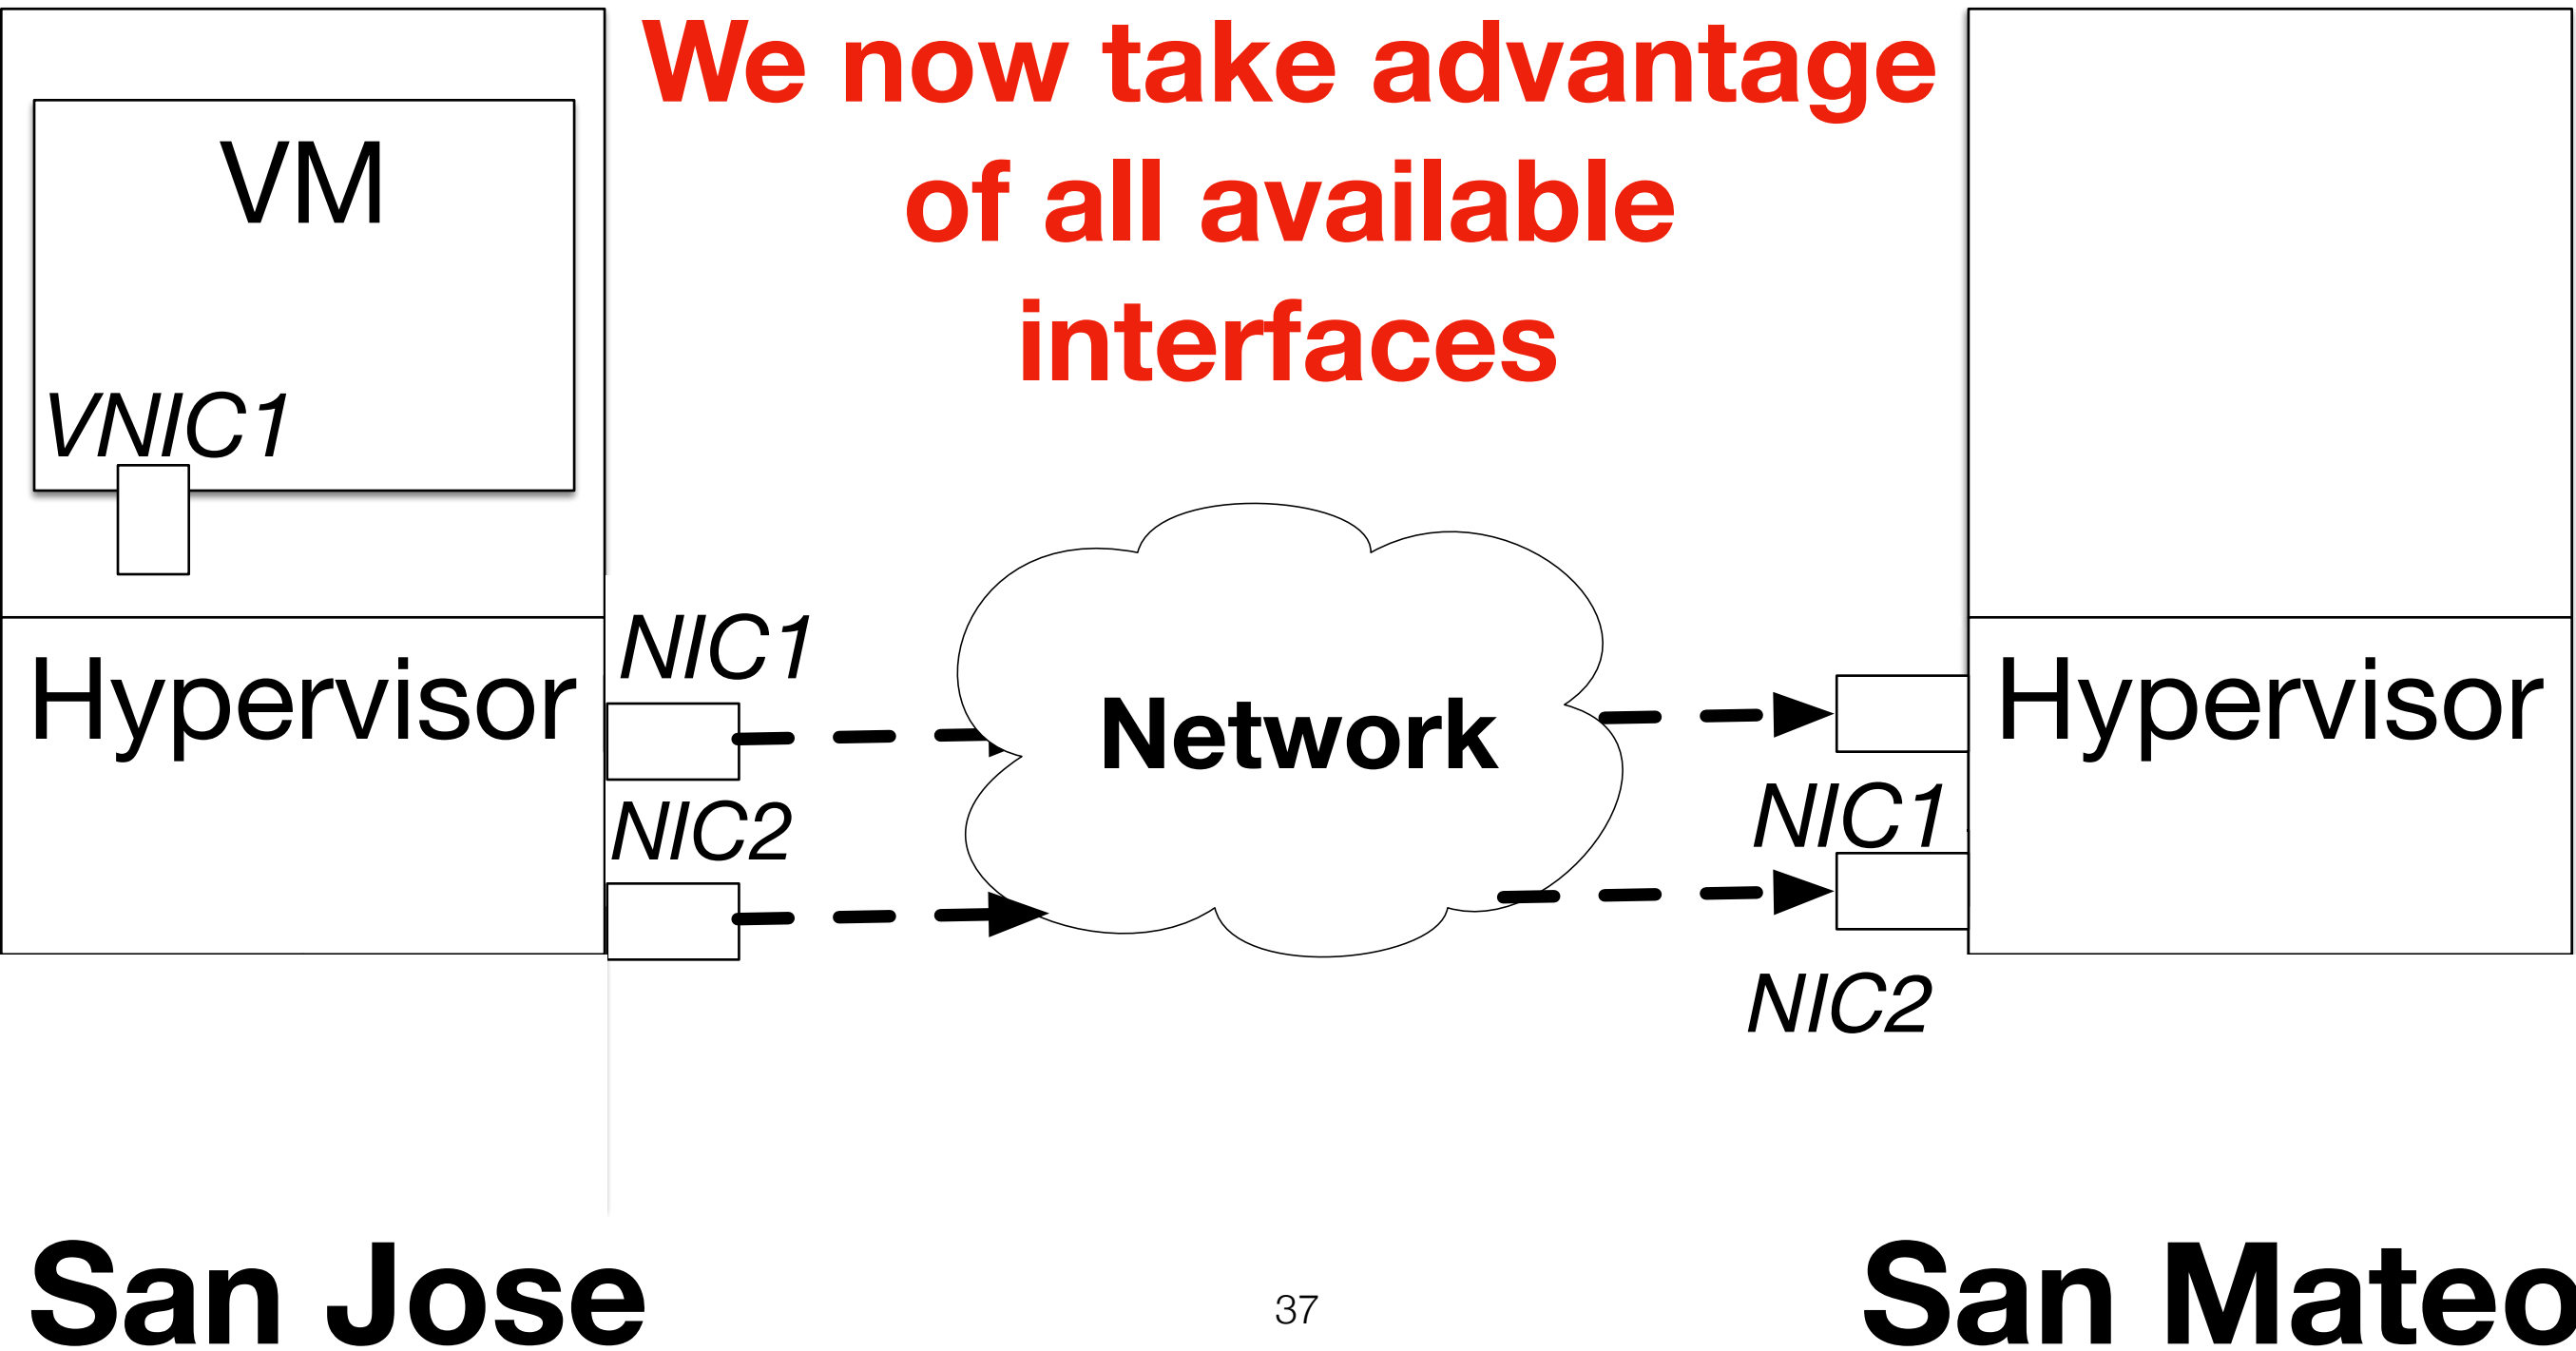 We now take advantage
of all available
interfaces
VM
VNIC1
Hypervisor
NIC1
NIC2
Network
Hypervisor
NIC1
NIC2
San Jose
37
San Mateo